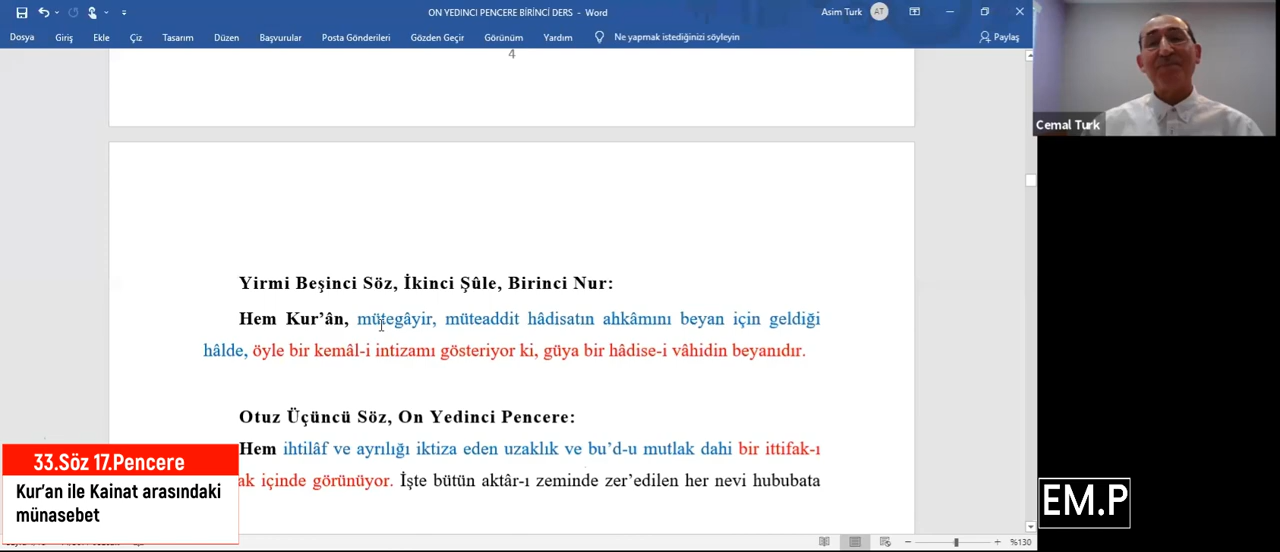 ON YEDINCI PENCERE BİRİNCİ DERS - Word
Asim Turk AT
Dosya Giriş Ekle Çiz Tasarım Düzen Başvurular Posta Gönderileri Gözden Geçir Görünüm Yardım Ne yapmak istediğinizi söyleyin Paylaş
4
Cemal Turk
Yirmi Beşinci Söz, İkinci Şûle, Birinci Nur:
Hem Kur’ân, mütegâyir, müteaddit hâdisatın ahkâmını beyan için geldiği
hâlde, öyle bir kemâl-i intizamı gösteriyor ki, güya bir hâdise-i vâhidin beyanıdır.
Otuz Üçüncü Söz, On Yedinci Pencere:
Hem ihtilâf ve ayrılığı iktiza eden uzaklık ve bu’d-u mutlak dahi bir ittifak-ı
içinde görünüyor. İşte bütün aktâr-ı zeminde zer’edilen her nevi hububata
33.Söz 17.Pencere
Kur’an ile Kainat arasındaki
münasebet
EM.P
%130